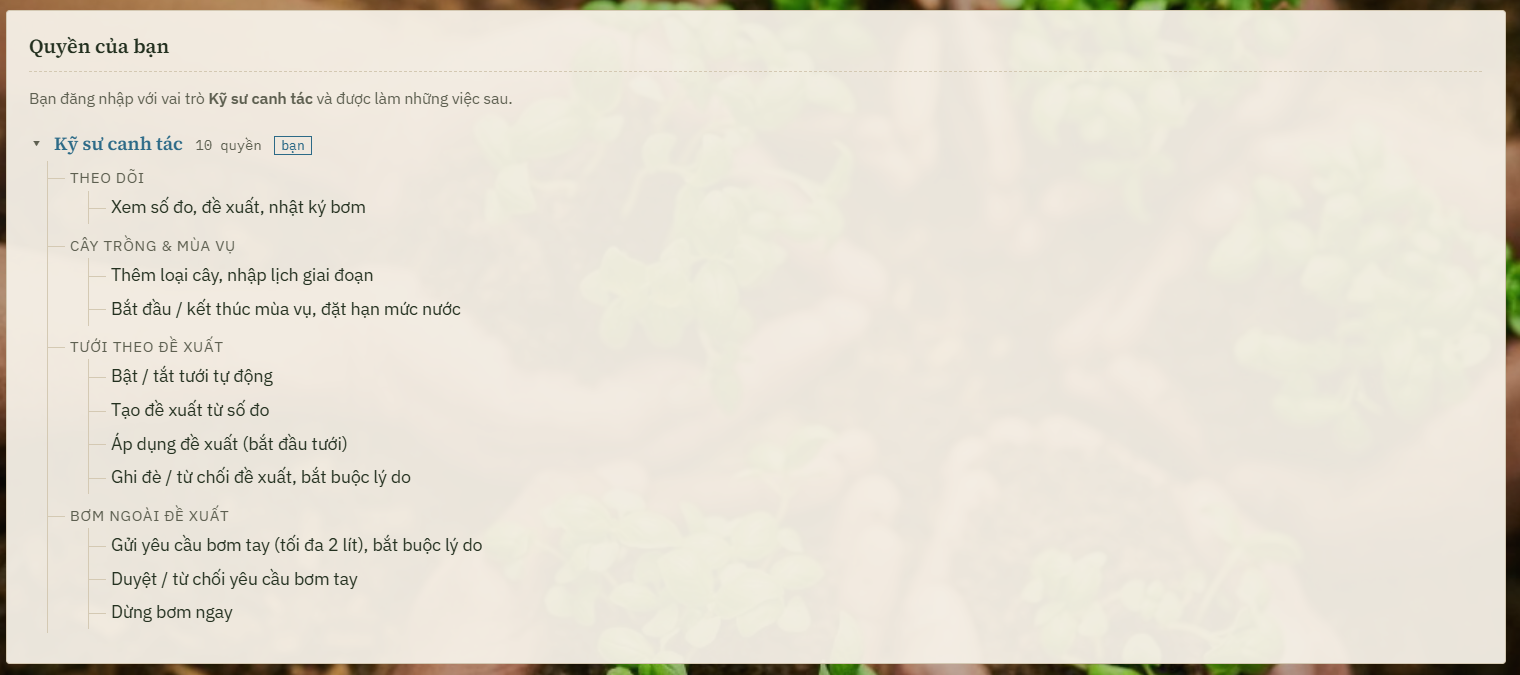 Quyền của bạn
Bạn đăng nhập với vai trò Kỹ sư canh tác và được làm những việc sau.
Kỹ sư canh tác 10 quyền bạn
THEO DÕI
Xem số đo, đề xuất, nhật ký bơm
CÂY TRỒNG & MÙA VỤ
Thêm loại cây, nhập lịch giai đoạn
Bắt đầu / kết thúc mùa vụ, đặt hạn mức nước
TƯỚI THEO ĐỀ XUẤT
Bật / tắt tưới tự động
Tạo đề xuất từ số đo
Áp dụng đề xuất (bắt đầu tưới)
Ghi đè / từ chối đề xuất, bắt buộc lý do
BƠM NGOÀI ĐỀ XUẤT
Gửi yêu cầu bơm tay (tối đa 2 lít), bắt buộc lý do
Duyệt / từ chối yêu cầu bơm tay
Dừng bơm ngay